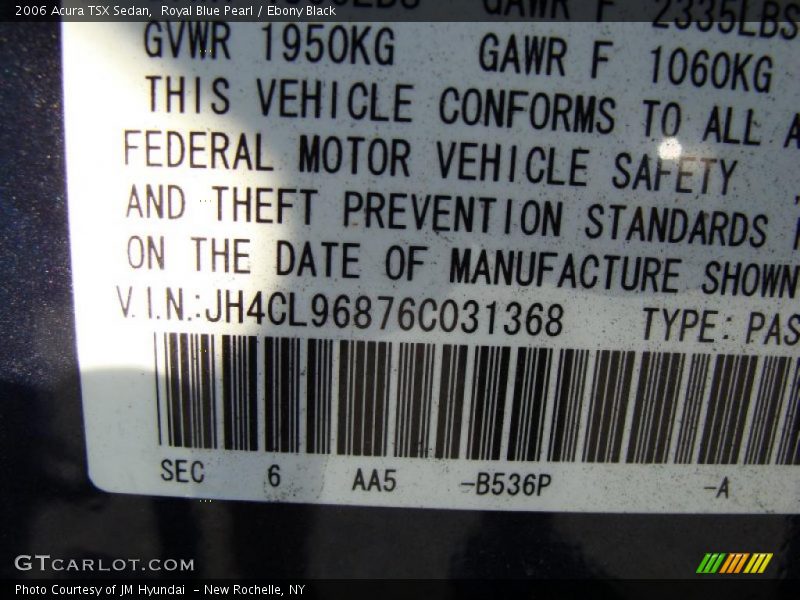 2006 Acura TSX Sedan,  Royal Blue Pearl / Ebony Black
GAWR F 2335LBS
GVWR 1950KG GAWR F 1060KG
THIS VEHICLE CONFORMS TO ALL A
FEDERAL MOTOR VEHICLE SAFETY
AND THEFT PREVENTION STANDARDS
ON THE DATE OF MANUFACTURE SHOWN
V.I.N.:JH4CL96876C031368 TYPE:PAS
SEC 6 AA5 -B536P -A
GTCARLOT.COM
Photo Courtesy of JM Hyundai - New Rochelle, NY